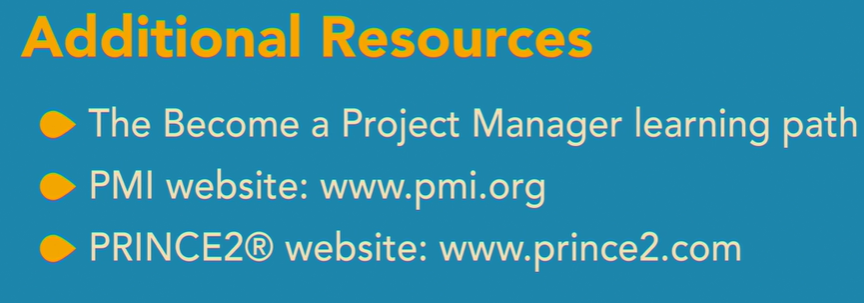 Additional Resources
The Become a Project Manager learning path
PMI website: www.pmi.org
PRINCE2® website: www.prince2.com